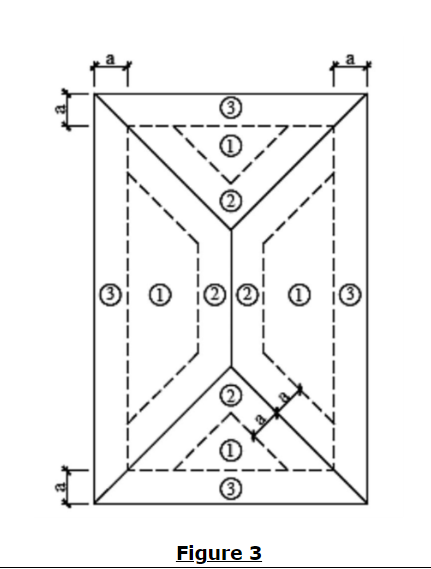 a a
a
③
①
②
③ ① ② ② ① ③
②
a
a
①
a
③
Figure 3